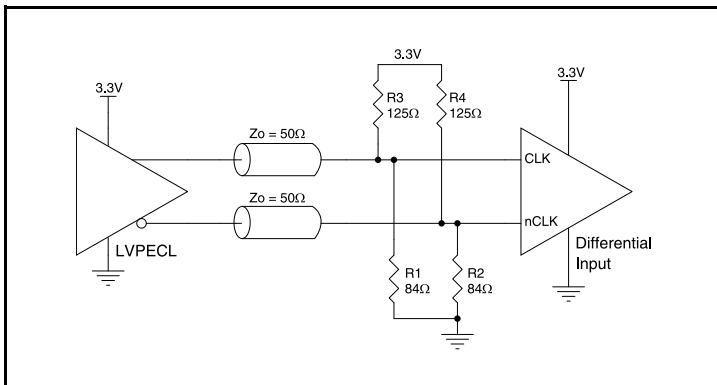 3.3V
3.3V
3.3V
R3
125Ω
R4
125Ω
Zo = 50Ω
CLK
Zo = 50Ω
nCLK
LVPECL
Differential
Input
R1
84Ω
R2
84Ω